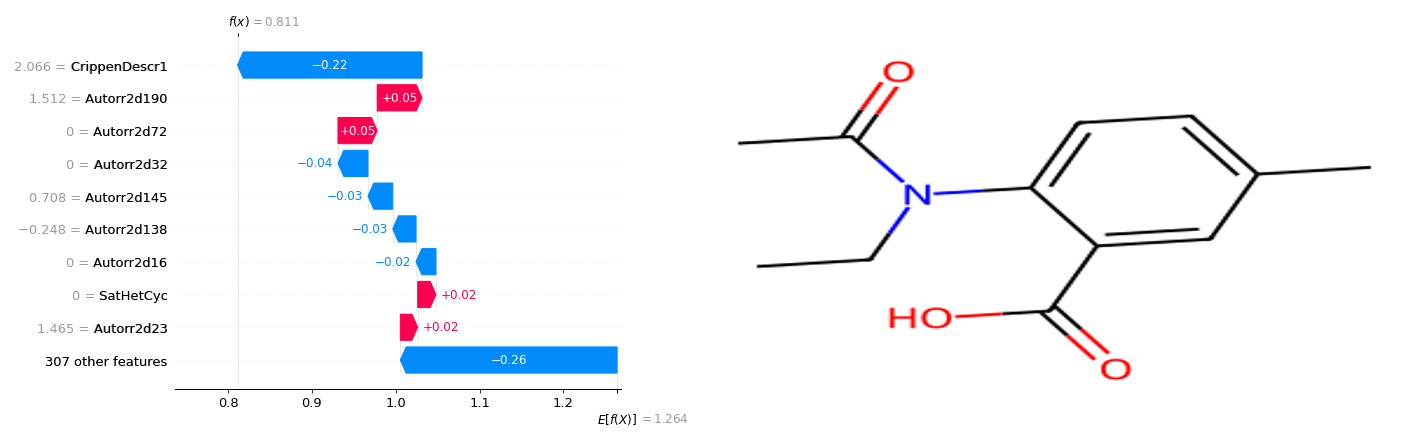 f(x) = 0.811
2.066 = CrippenDescr1
−0.22
1.512 = Autorr2d190
+0.05
0 = Autorr2d72
+0.05
0 = Autorr2d32
−0.04
0.708 = Autorr2d145
−0.03
−0.248 = Autorr2d138
−0.03
0 = Autorr2d16
−0.02
0 = SatHetCyc
+0.02
1.465 = Autorr2d23
+0.02
307 other features
−0.26
0.8 0.9 1.0 1.1 1.2
E[f(X)] = 1.264
O
N
HO
O